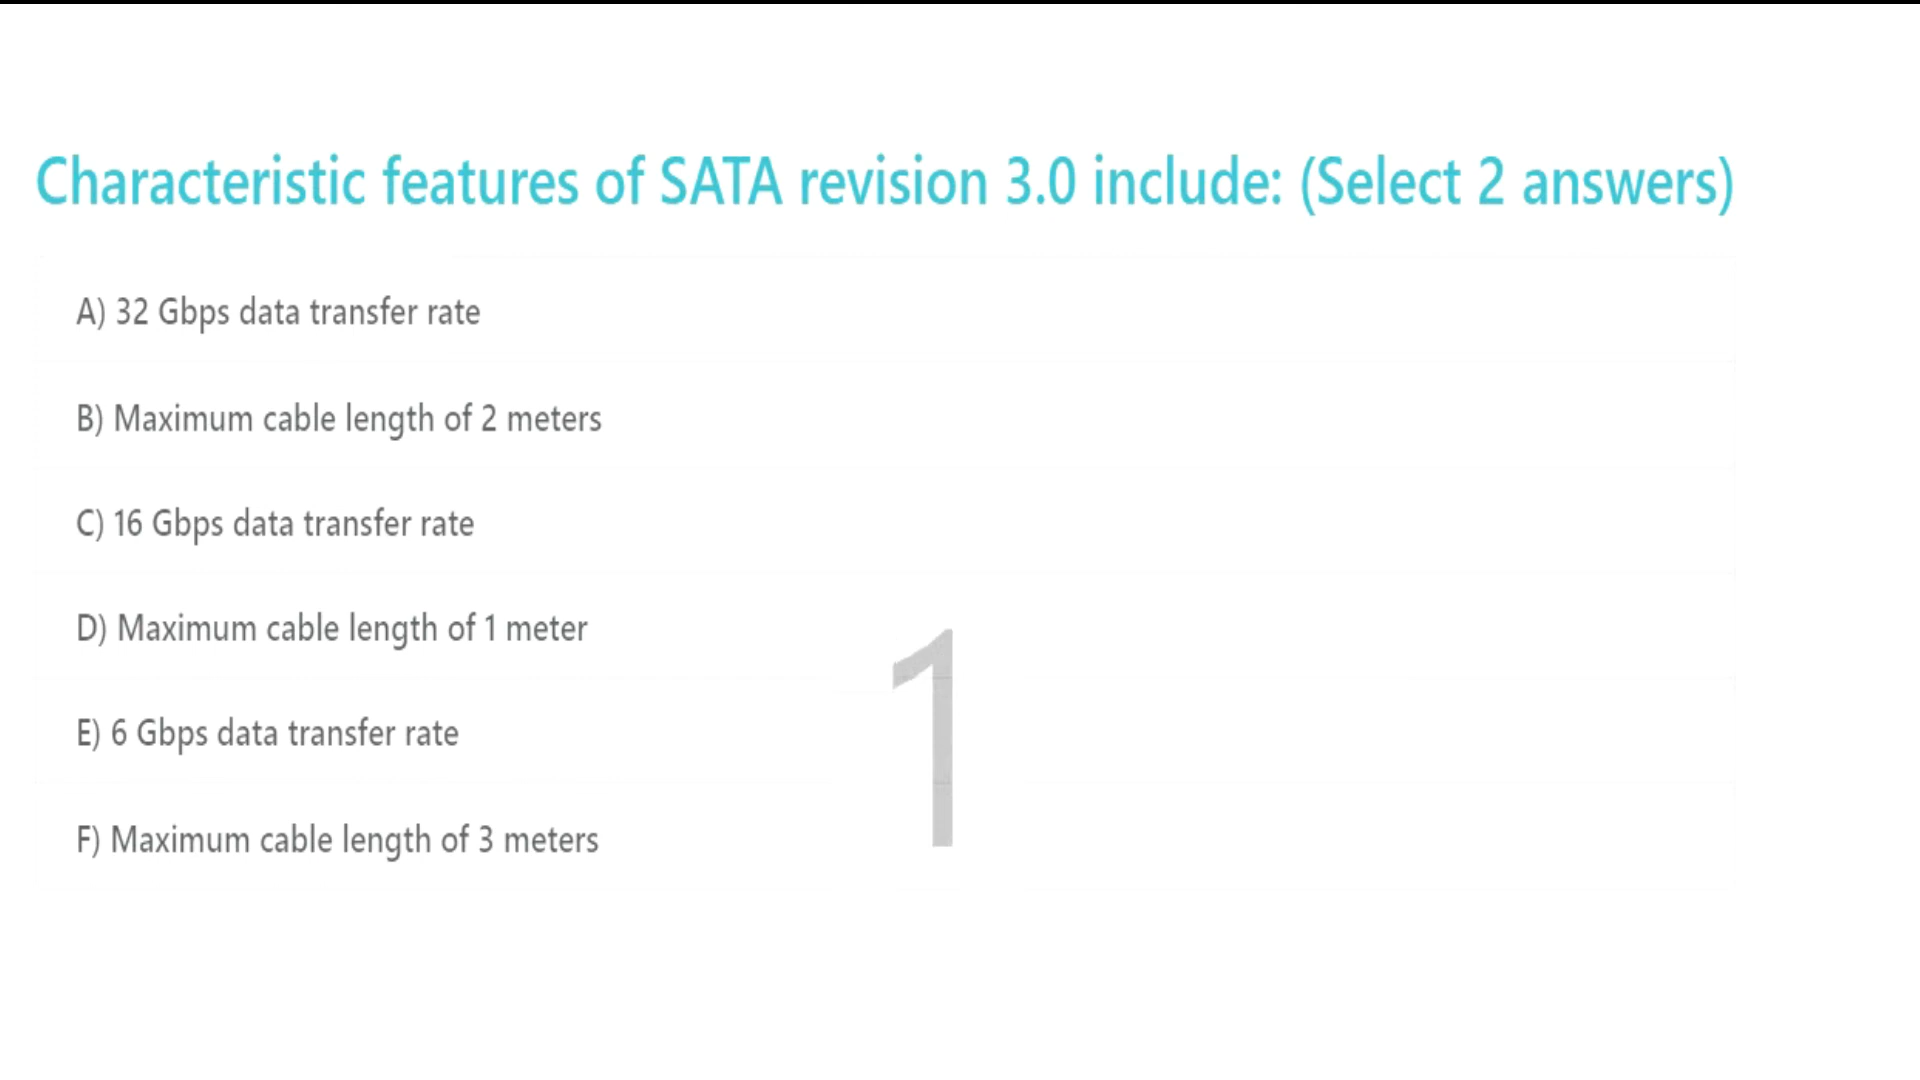 Characteristic features of SATA revision 3.0 include: (Select 2 answers)
A) 32 Gbps data transfer rate
B) Maximum cable length of 2 meters
C) 16 Gbps data transfer rate
D) Maximum cable length of 1 meter
E) 6 Gbps data transfer rate
F) Maximum cable length of 3 meters
1